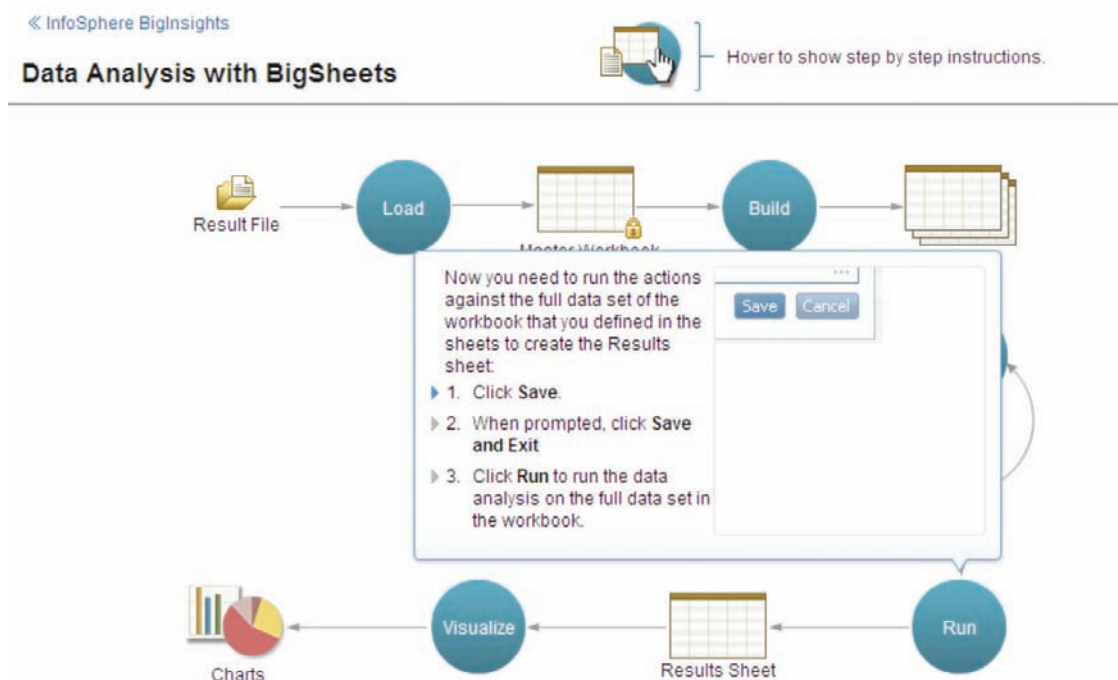 « InfoSphere BigInsights
Data Analysis with BigSheets
Hover to show step by step instructions.
Result File
Load
Master Workbook
Build
Now you need to run the actions
against the full data set of the
workbook that you defined in the
sheets to create the Results
sheet:
1. Click Save.
2. When prompted, click Save
and Exit
3. Click Run to run the data
analysis on the full data set in
the workbook.
...
Save
Cancel
Charts
Visualize
Results Sheet
Run